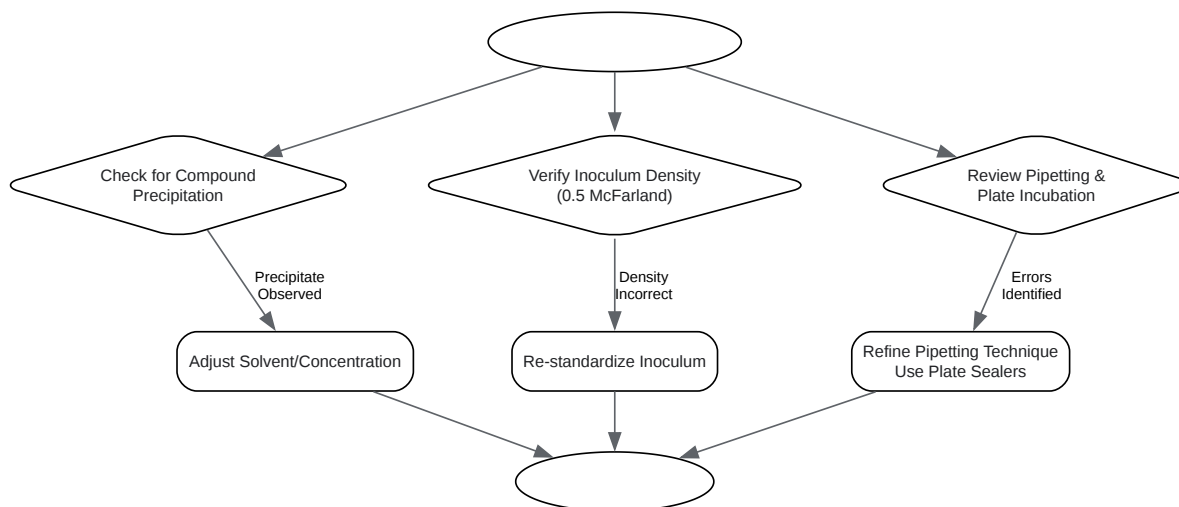 Check for Compound
Precipitation
Verify Inoculum Density
(0.5 McFarland)
Review Pipetting &
Plate Incubation
Precipitate
Observed
Density
Incorrect
Errors
Identified
Adjust Solvent/Concentration
Re-standardize Inoculum
Refine Pipetting Technique
Use Plate Sealers